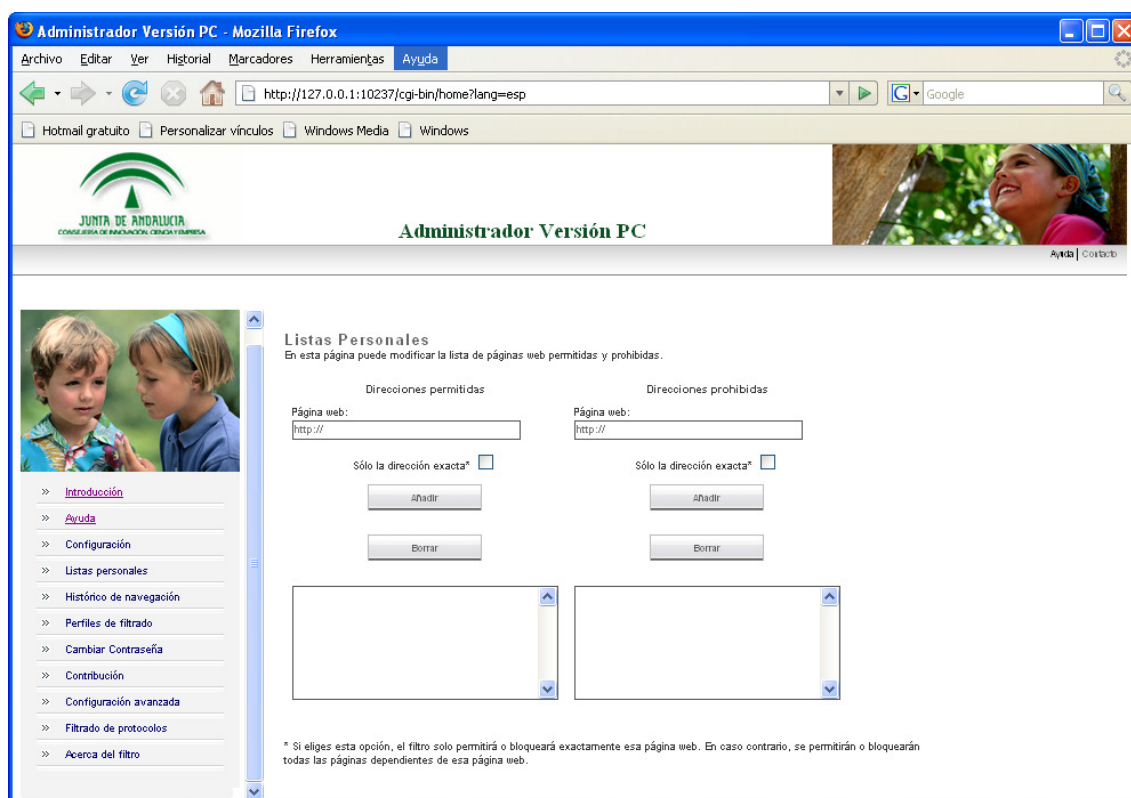 Administrador Versión PC - Mozilla Firefox
Archivo Editar Ver Historial Marcadores Herramientas Ayuda
http://127.0.0.1:10237/cgi-bin/home?lang=esp
G Google
Hotmail gratuito Personalizar vínculos Windows Media Windows
JUNTA DE ANDALUCIA
CONSEJERIA DE INNOVACIÓN, CIENCIA Y EMPRESA
Administrador Versión PC
Ayuda | Contacto
Listas Personales
En esta página puede modificar la lista de páginas web permitidas y prohibidas.
Direcciones permitidas Direcciones prohibidas
Página web: Página web:
http:// http://
Sólo la dirección exacta* Sólo la dirección exacta*
Añadir Añadir
Borrar Borrar
» Introducción
» Ayuda
» Configuración
» Listas personales
» Histórico de navegación
» Perfiles de filtrado
» Cambiar Contraseña
» Contribución
» Configuración avanzada
» Filtrado de protocolos
» Acerca del filtro
* Si eliges esta opción, el filtro solo permitirá o bloqueará exactamente esa página web. En caso contrario, se permitirán o bloquearán
todas las páginas dependientes de esa página web.